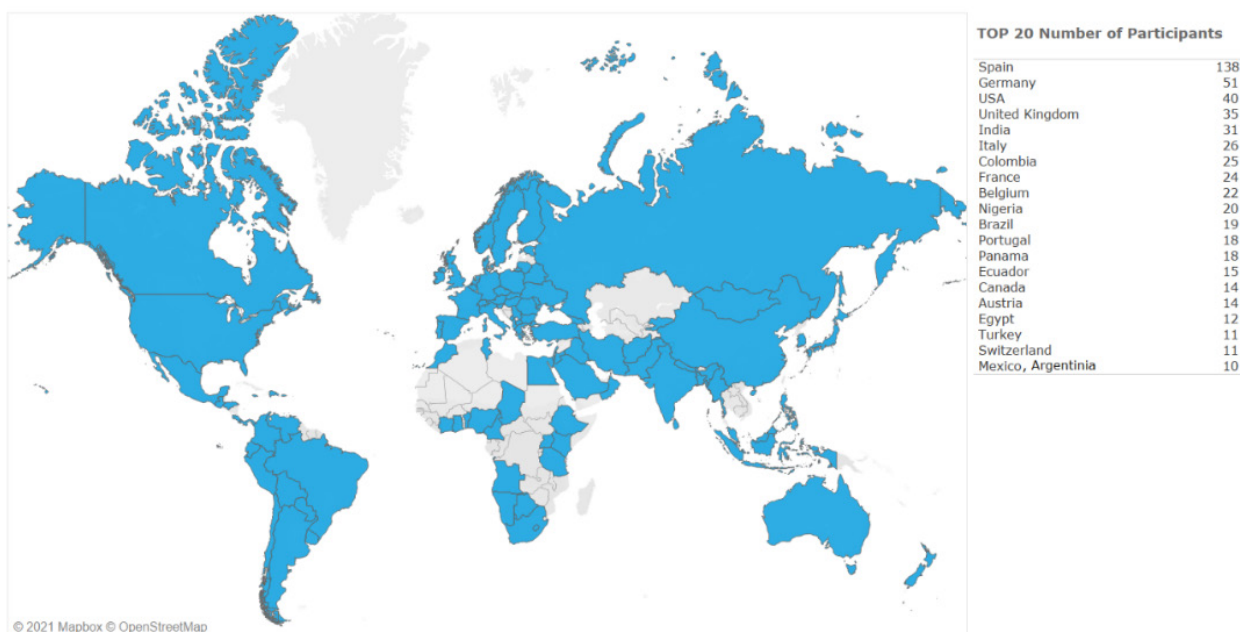 TOP 20 Number of Participants
Spain 138
Germany 51
USA 40
United Kingdom 35
India 31
Italy 26
Colombia 25
France 24
Belgium 22
Nigeria 20
Brazil 19
Portugal 18
Panama 18
Ecuador 15
Canada 14
Austria 14
Egypt 12
Turkey 11
Switzerland 11
Mexico, Argentinia 10
© 2021 Mapbox © OpenStreetMap